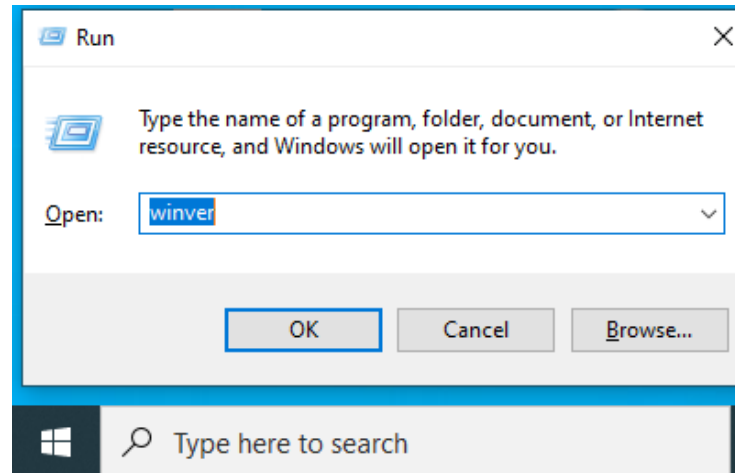 Run
Type the name of a program, folder, document, or Internet
resource, and Windows will open it for you.
Open: winver
OK Cancel Browse...
Type here to search